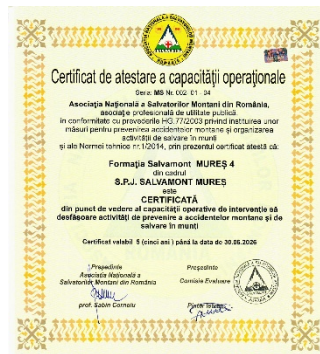 Certificat de atestare a capacității operaționale
Seria: MS Nr. 002 - 01 - 04
Asociația Națională a Salvatorilor Montani din România,
asociație profesională de utilitate publică,
în conformitate cu prevederile HG.77/2003 privind instituirea unor
măsuri pentru prevenirea accidentelor montane și organizarea
activității de salvare în munți
și ale Normei tehnice nr.1/2014, prin prezentul certificat atestă că:
Formația Salvamont MUREȘ 4
din cadrul
S.P.J. SALVAMONT MUREȘ
este
CERTIFICATĂ
din punct de vedere al capacității operative de intervenție să
desfășoare activități de prevenire a accidentelor montane și de
salvare în munți
Certificat valabil 5 (cinci ani) până la data de 30.06.2026
Președinte
Asociația Națională a
Salvatorilor Montani din România
prof. Sabin Cornoiu
Președinte
Comisie Evaluare